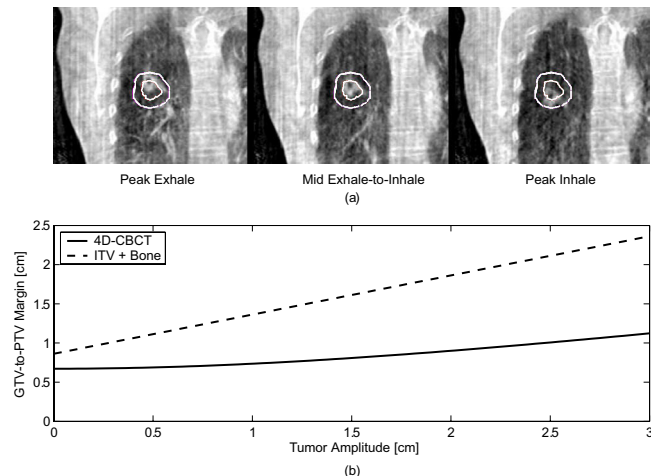 Peak Exhale
Mid Exhale-to-Inhale
Peak Inhale
(a)
2.5
2
1.5
1
0.5
0
GTV-to-PTV Margin [cm]
4D-CBCT
ITV + Bone
0
0.5
1
1.5
2
2.5
3
Tumor Amplitude [cm]
(b)